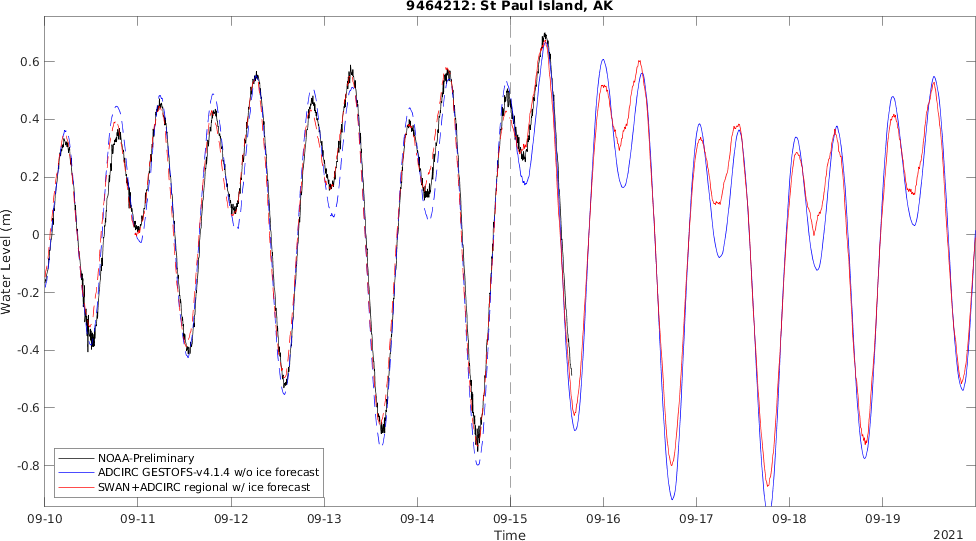 9464212: St Paul Island, AK
Water Level (m)
0.6
0.4
0.2
0
-0.2
-0.4
-0.6
-0.8
NOAA-Preliminary
ADCIRC GESTOFS-v4.1.4 w/o ice forecast
SWAN+ADCIRC regional w/ ice forecast
09-10 09-11 09-12 09-13 09-14 09-15 09-16 09-17 09-18 09-19
Time
2021